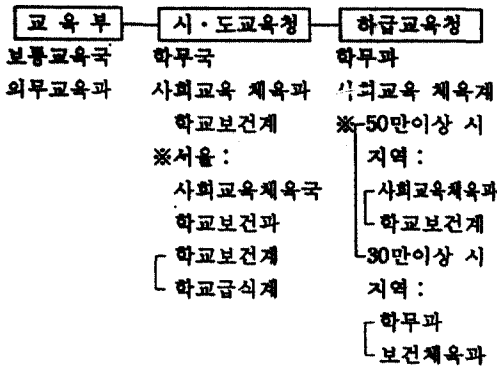 교 육 부
시·도교육청
하급교육청
보통교육국
의무교육과
학무국
사회교육 체육과
학교보건계
※서울 :
사회교육체육국
학교보건과
학교보건계
학교급식계
학무과
사회교육 체육계
※ 50만이상 시
지역 :
사회교육체육과
학교보건계
30만이상 시
지역 :
학무과
보건체육과